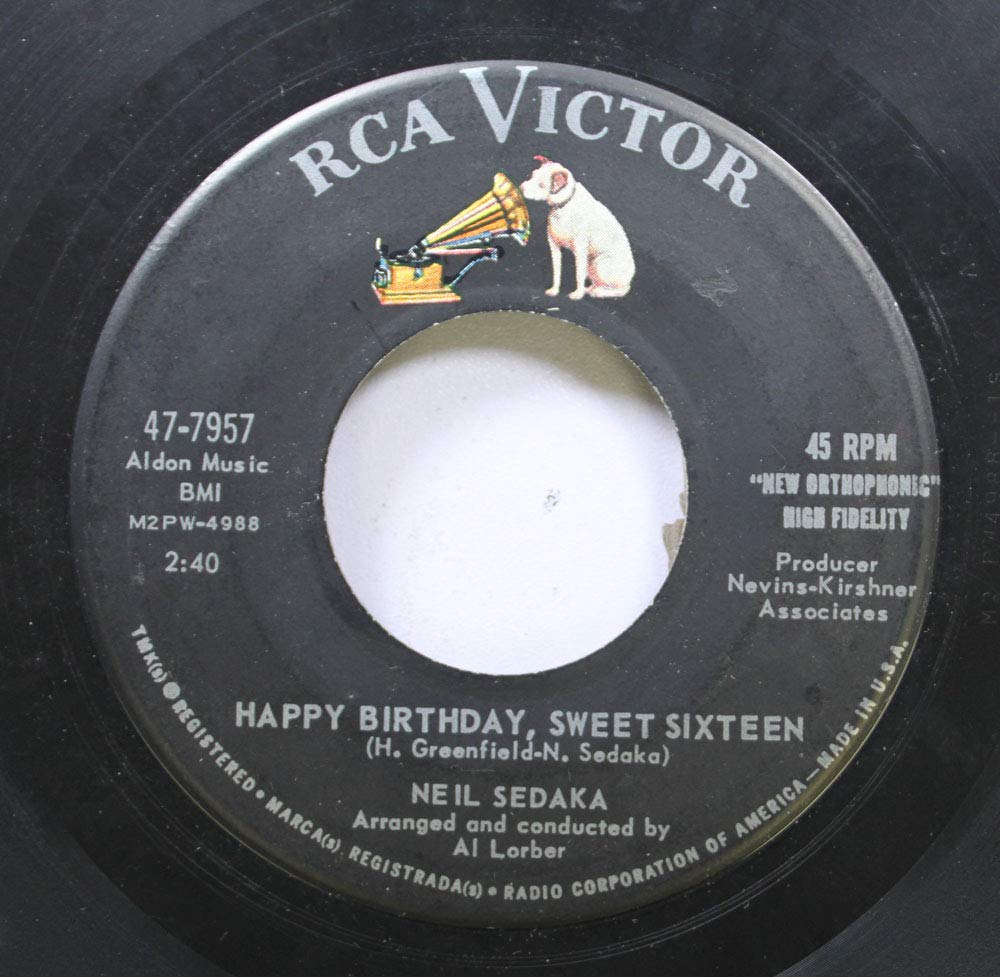 RCA VICTOR
47-7957
Aldon Music
BMI
M2PW-4988
2:40
45 RPM
"NEW ORTHOPHONIC"
HIGH FIDELITY
Producer
Nevins-Kirshner
Associates
HAPPY BIRTHDAY, SWEET SIXTEEN
(H. Greenfield-N. Sedaka)
NEIL SEDAKA
Arranged and conducted by
Al Lorber
TMK(s) ® REGISTERED • MARCA(s) REGISTRADA(s) • RADIO CORPORATION OF AMERICA—MADE IN U.S.A.